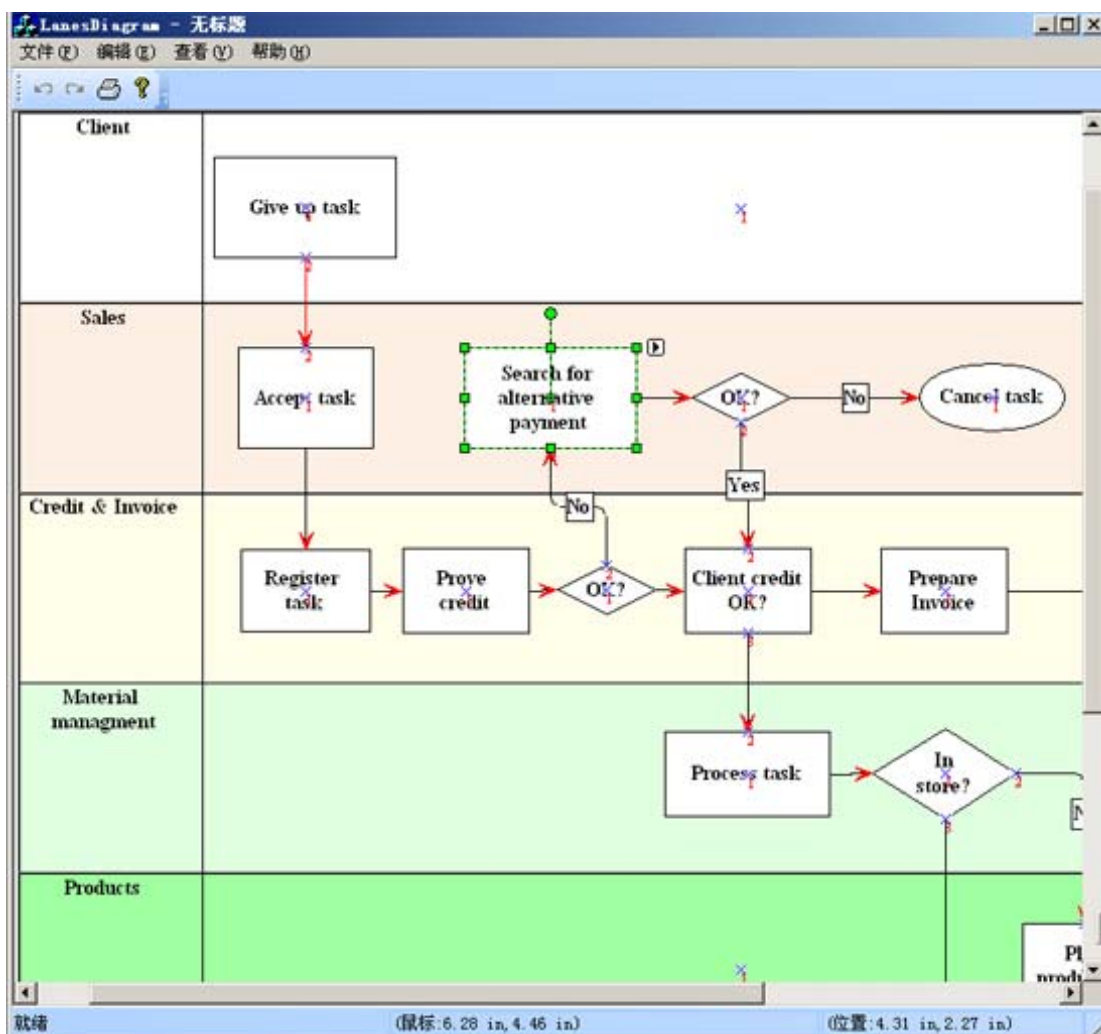 LanesDiagram - 无标题
文件(F) 编辑(E) 查看(V) 帮助(H)
Client
Give up task
1
Sales
Accept task
Search for
alternative
payment
OK?
No
Cancel task
Yes
No
Credit & Invoice
Register
task
Prove
credit
OK?
Client credit
OK?
Prepare
Invoice
Material
managment
Process task
In
store?
Products
就绪
(鼠标:6.28 in,4.46 in)
(位置:4.31 in,2.27 in)